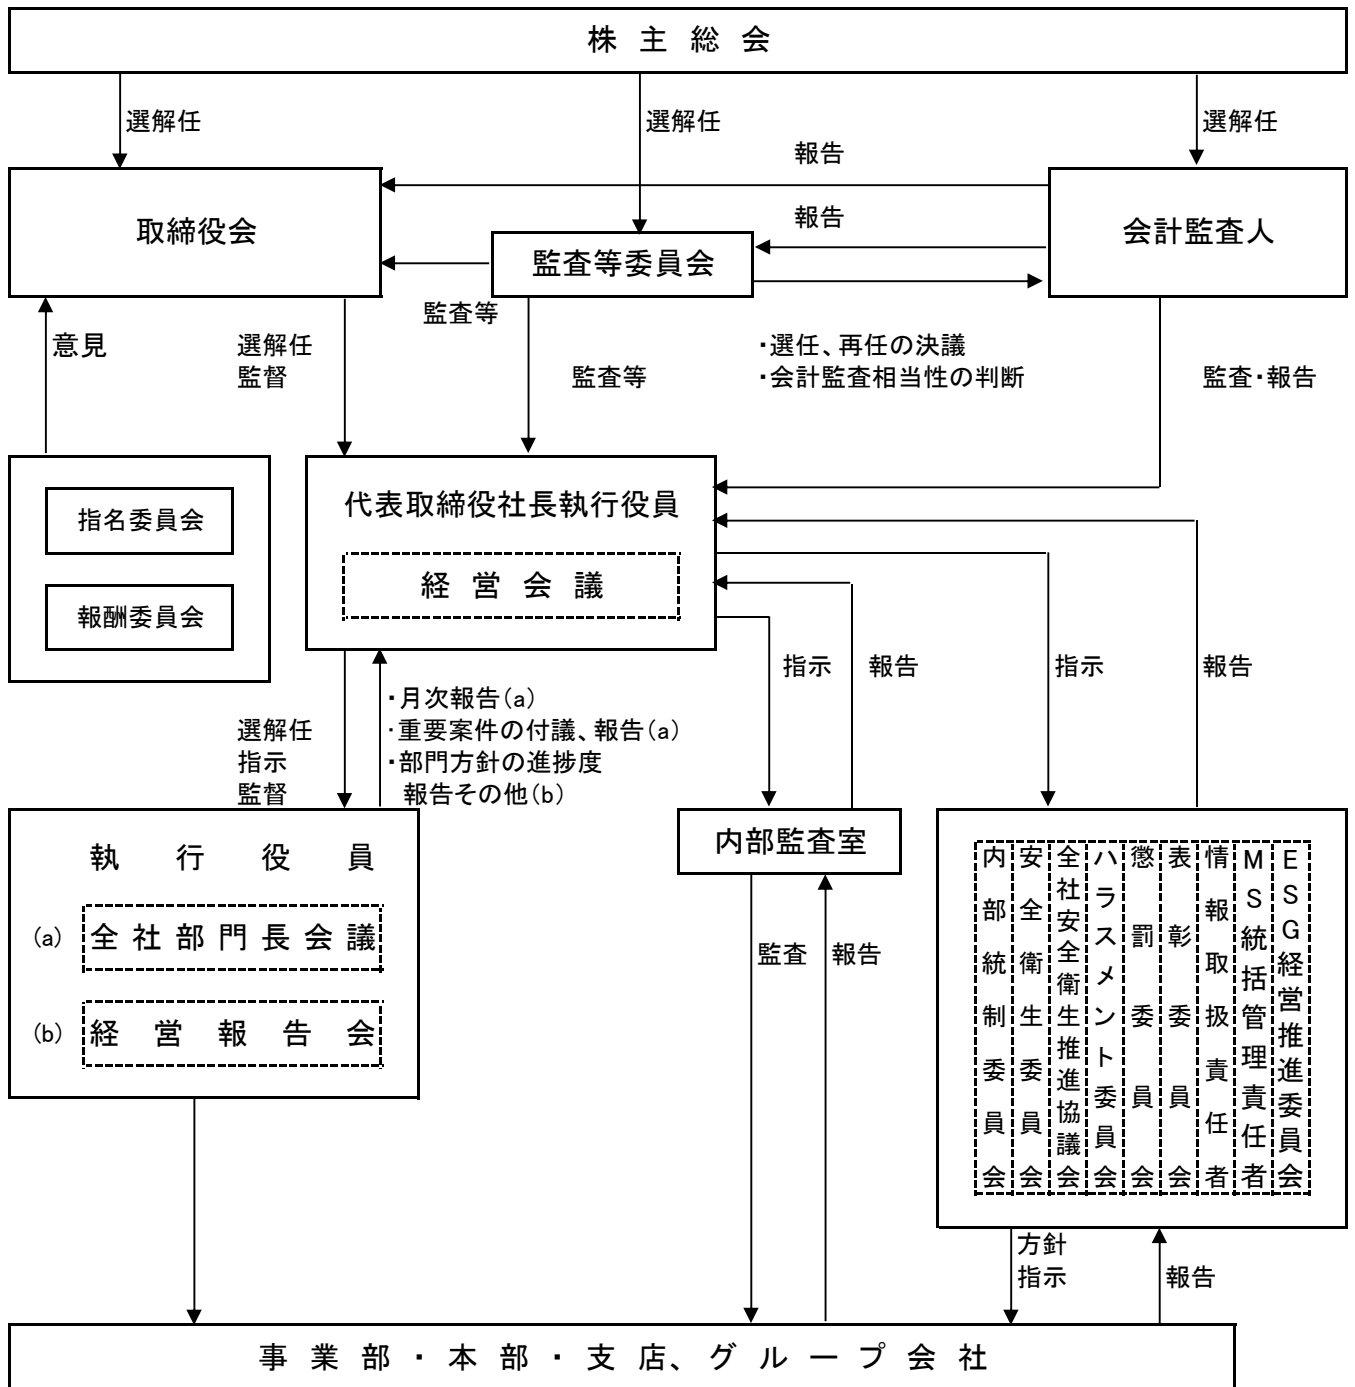 株主総会
選解任
選解任
選解任
報告
取締役会
報告
会計監査人
監査等委員会
監査等
意見
選解任
監督
監査等
・選任、再任の決議
・会計監査相当性の判断
監査・報告
指名委員会
報酬委員会
代表取締役社長執行役員
経営会議
指示
報告
指示
報告
選解任
指示
監督
・月次報告(a)
・重要案件の付議、報告(a)
・部門方針の進捗度
報告その他(b)
執行役員
(a)
全社部門長会議
(b)
経営報告会
内部監査室
監査
報告
内部統制委員会
安全衛生委員会
全社安全衛生推進協議会
ハラスメント委員会
懲罰委員会
表彰委員会
情報取扱責任者
MS統括管理責任者
ESG経営推進委員会
方針
指示
報告
事業部・本部・支店、グループ会社